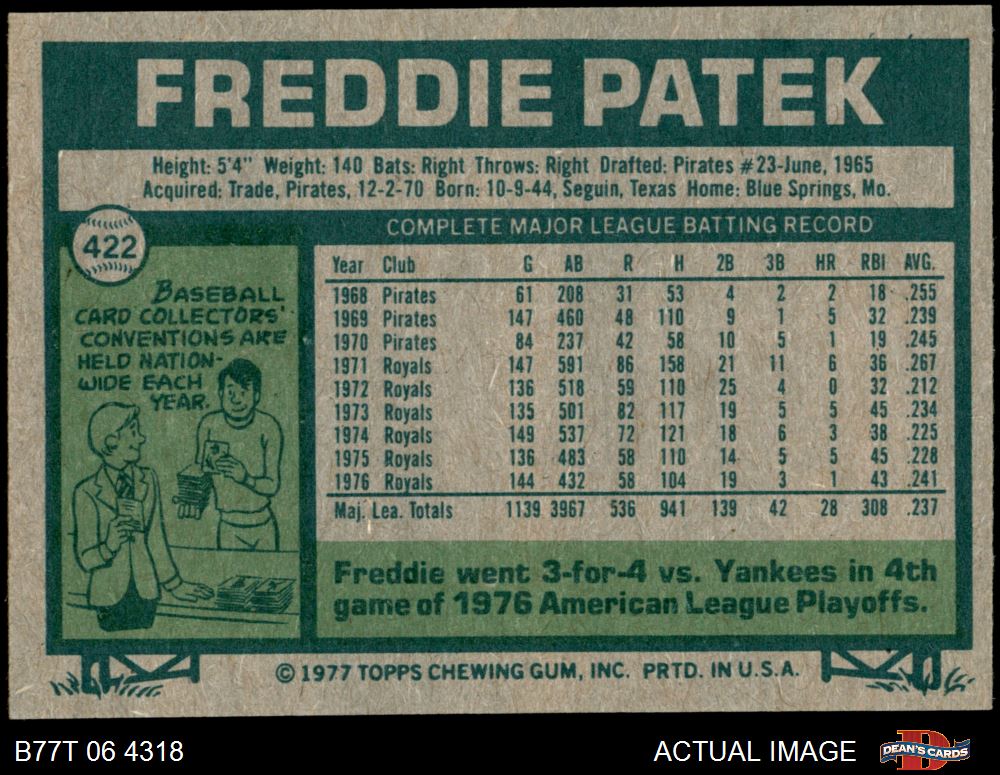 FREDDIE PATEK
Height: 5'4" Weight: 140 Bats: Right Throws: Right Drafted: Pirates #23-June, 1965
Acquired: Trade, Pirates, 12-2-70 Born: 10-9-44, Seguin, Texas Home: Blue Springs, Mo.
422
BASEBALL
CARD COLLECTORS'
CONVENTIONS ARE
HELD NATION-
WIDE EACH
YEAR.
COMPLETE MAJOR LEAGUE BATTING RECORD
Year Club G AB R H 2B 3B HR RBI AVG.
1968 Pirates 61 208 31 53 4 2 2 18 .255
1969 Pirates 147 460 48 110 9 1 5 32 .239
1970 Pirates 84 237 42 58 10 5 1 19 .245
1971 Royals 147 591 86 158 21 11 6 36 .267
1972 Royals 136 518 59 110 25 4 0 32 .212
1973 Royals 135 501 82 117 19 5 5 45 .234
1974 Royals 149 537 72 121 18 6 3 38 .225
1975 Royals 136 483 58 110 14 5 5 45 .228
1976 Royals 144 432 58 104 19 3 1 43 .241
Maj. Lea. Totals 1139 3967 536 941 139 42 28 308 .237
Freddie went 3-for-4 vs. Yankees in 4th
game of 1976 American League Playoffs.
© 1977 TOPPS CHEWING GUM, INC. PRTD. IN U.S.A.
B77T 06 4318 ACTUAL IMAGE DEAN'S CARDS